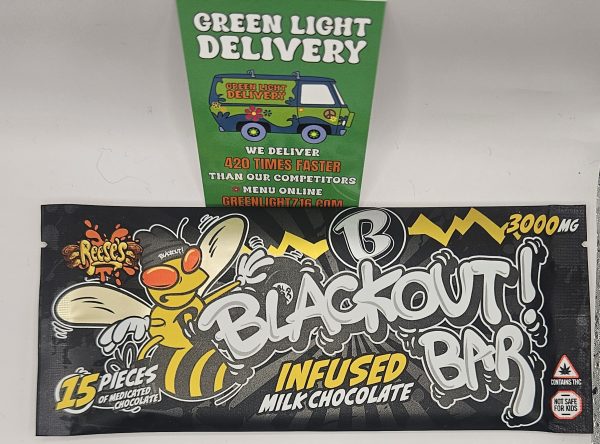 GREEN LIGHT
DELIVERY
GREEN LIGHT
DELIVERY
WE DELIVER
420 TIMES FASTER
THAN OUR COMPETITORS
• MENU ONLINE
GREENLIGHT716.COM
REESE'S
BLACKOUT!
B
3000MG
BLACKOUT!
BAR
15 PIECES
OF MEDICATED
CHOCOLATE!
INFUSED
MILK CHOCOLATE
CONTAINS THC
NOT SAFE
FOR KIDS